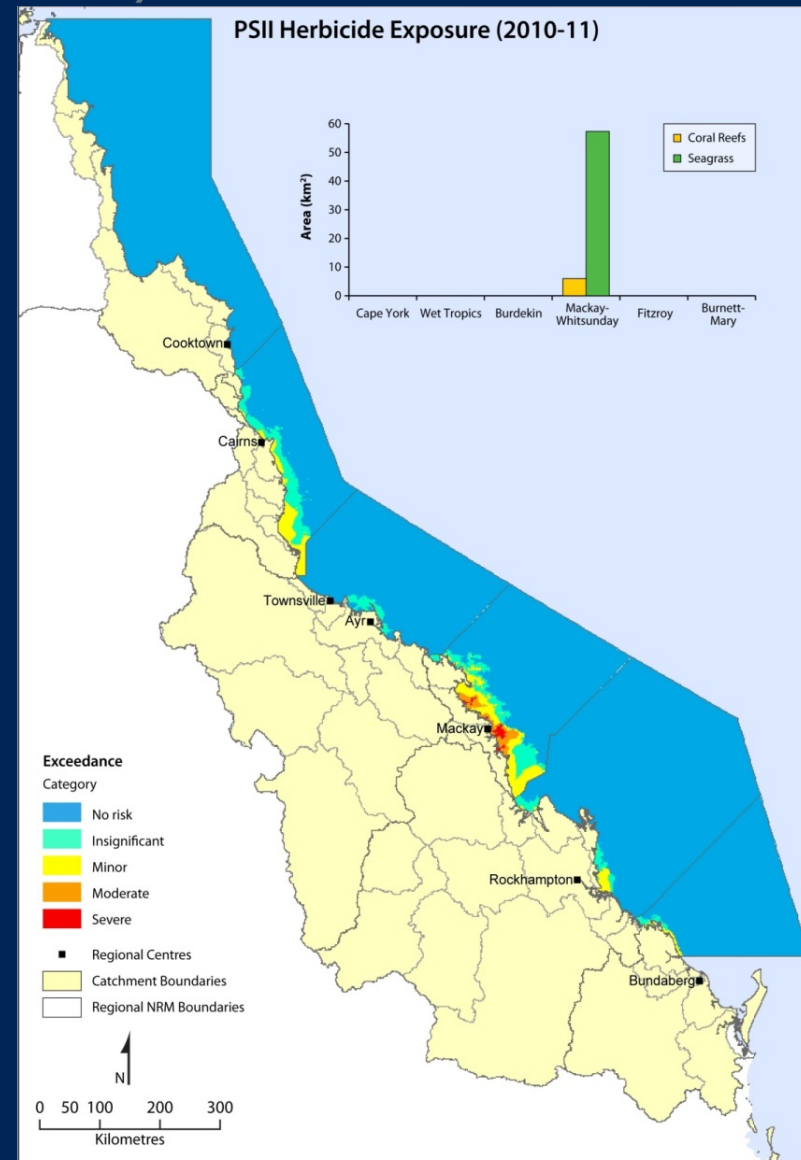 PSII Herbicide Exposure (2010-11)
60
50
40
30
20
10
0
Area (km²)
Coral Reefs
Seagrass
Cape York
Wet Tropics
Burdekin
Mackay-
Whitsunday
Fitzroy
Burnett-
Mary
Cooktown
Cairns
Townsville
Ayr
Mackay
Rockhampton
Bundaberg
Exceedance
Category
No risk
Insignificant
Minor
Moderate
Severe
Regional Centres
Catchment Boundaries
Regional NRM Boundaries
N
0 50 100 200 300
Kilometres